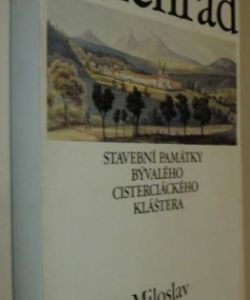 STAVEBNÍ PAMÁTKY
BÝVALÉHO
CISTERCIÁCKÉHO
KLÁŠTERA
Miloslav